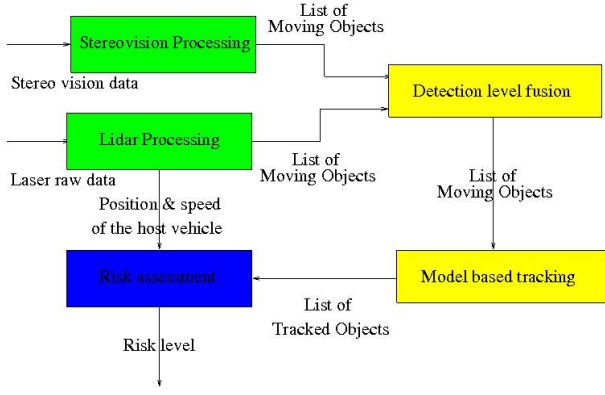 List of
Moving Objects
Stereovision Processing
Stereo vision data
Detection level fusion
Lidar Processing
Laser raw data
List of
Moving Objects
List of
Moving Objects
Position & speed
of the host vehicle
Risk assessment
Model based tracking
List of
Tracked Objects
Risk level